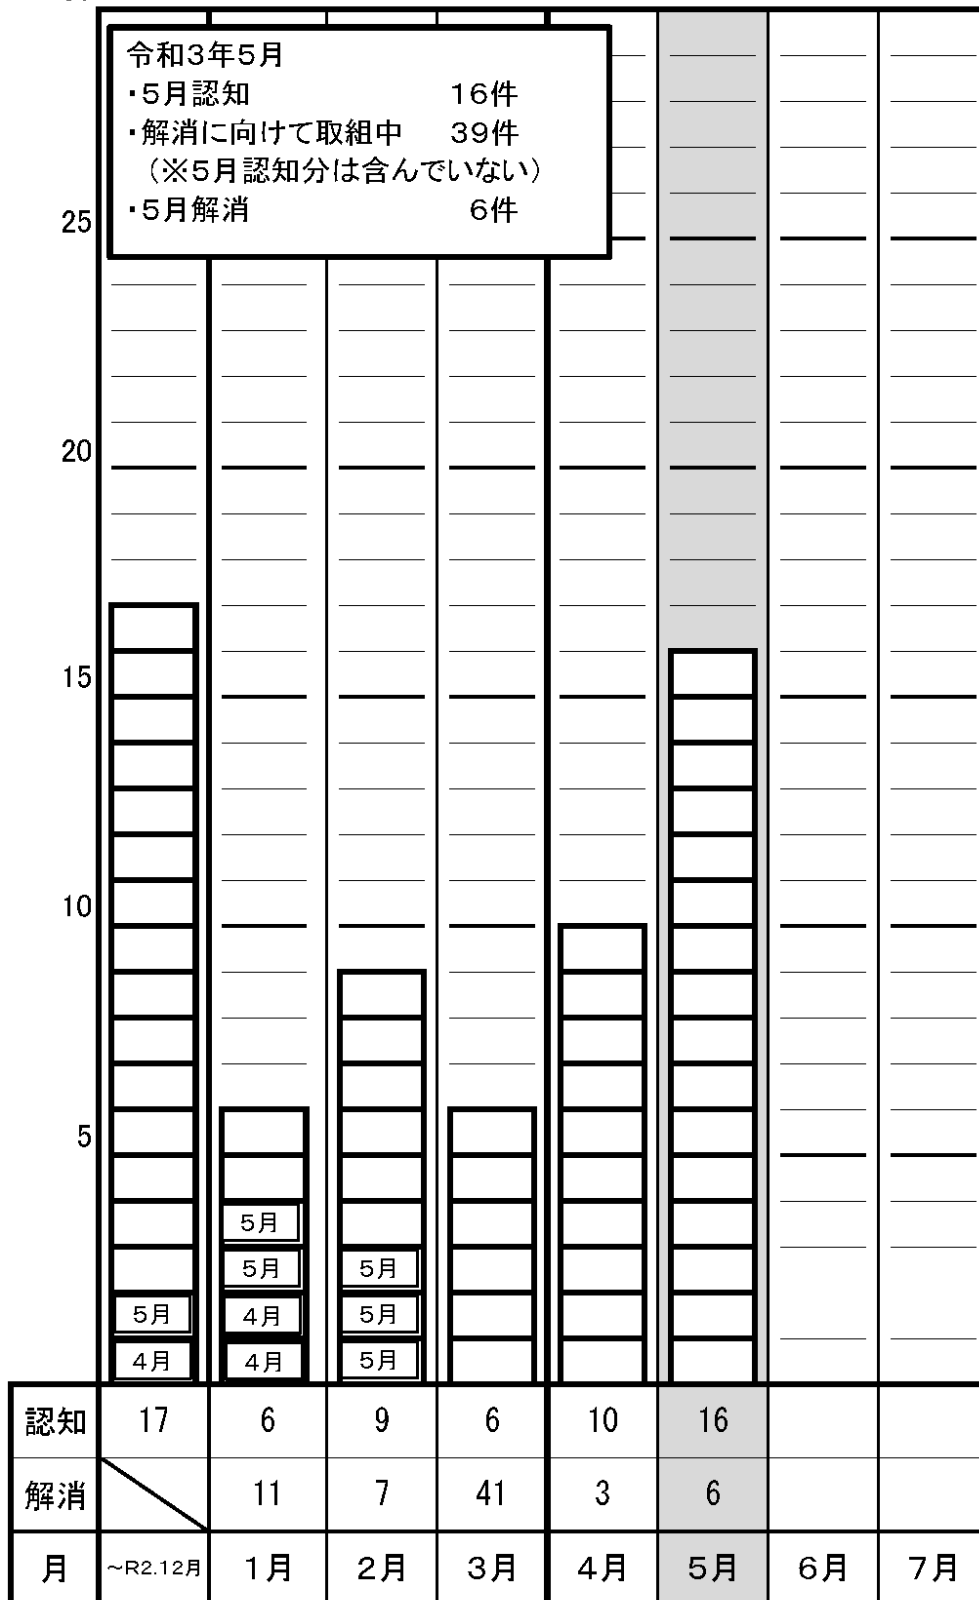 令和3年5月
・5月認知 16件
・解消に向けて取組中 39件
（※5月認知分は含んでいない）
・5月解消 6件
25
20
15
10
5
5月
5月 5月
5月 4月 5月
4月 4月 5月
認知 17 6 9 6 10 16
解消 11 7 41 3 6
月 ～R2.12月 1月 2月 3月 4月 5月 6月 7月